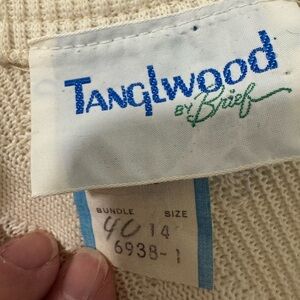 TANGLWOOD
BY Brief
BUNDLE SIZE
40 14
6938-1